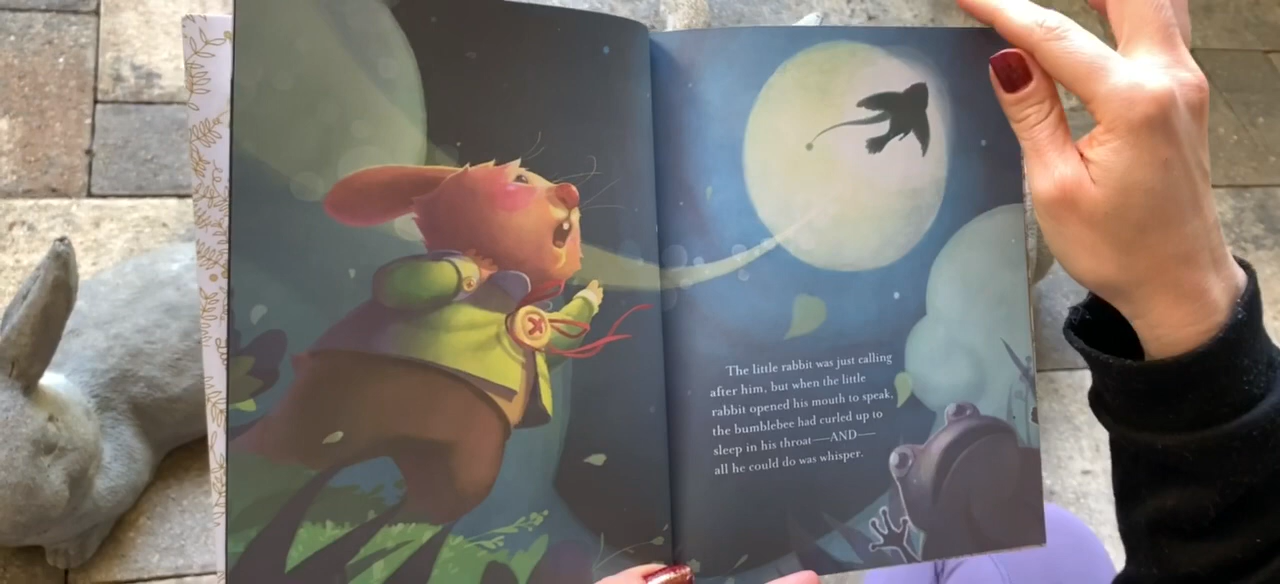 The little rabbit was just calling
after him, but when the little
rabbit opened his mouth to speak,
the bumblebee had curled up to
sleep in his throat—AND—
all he could do was whisper.